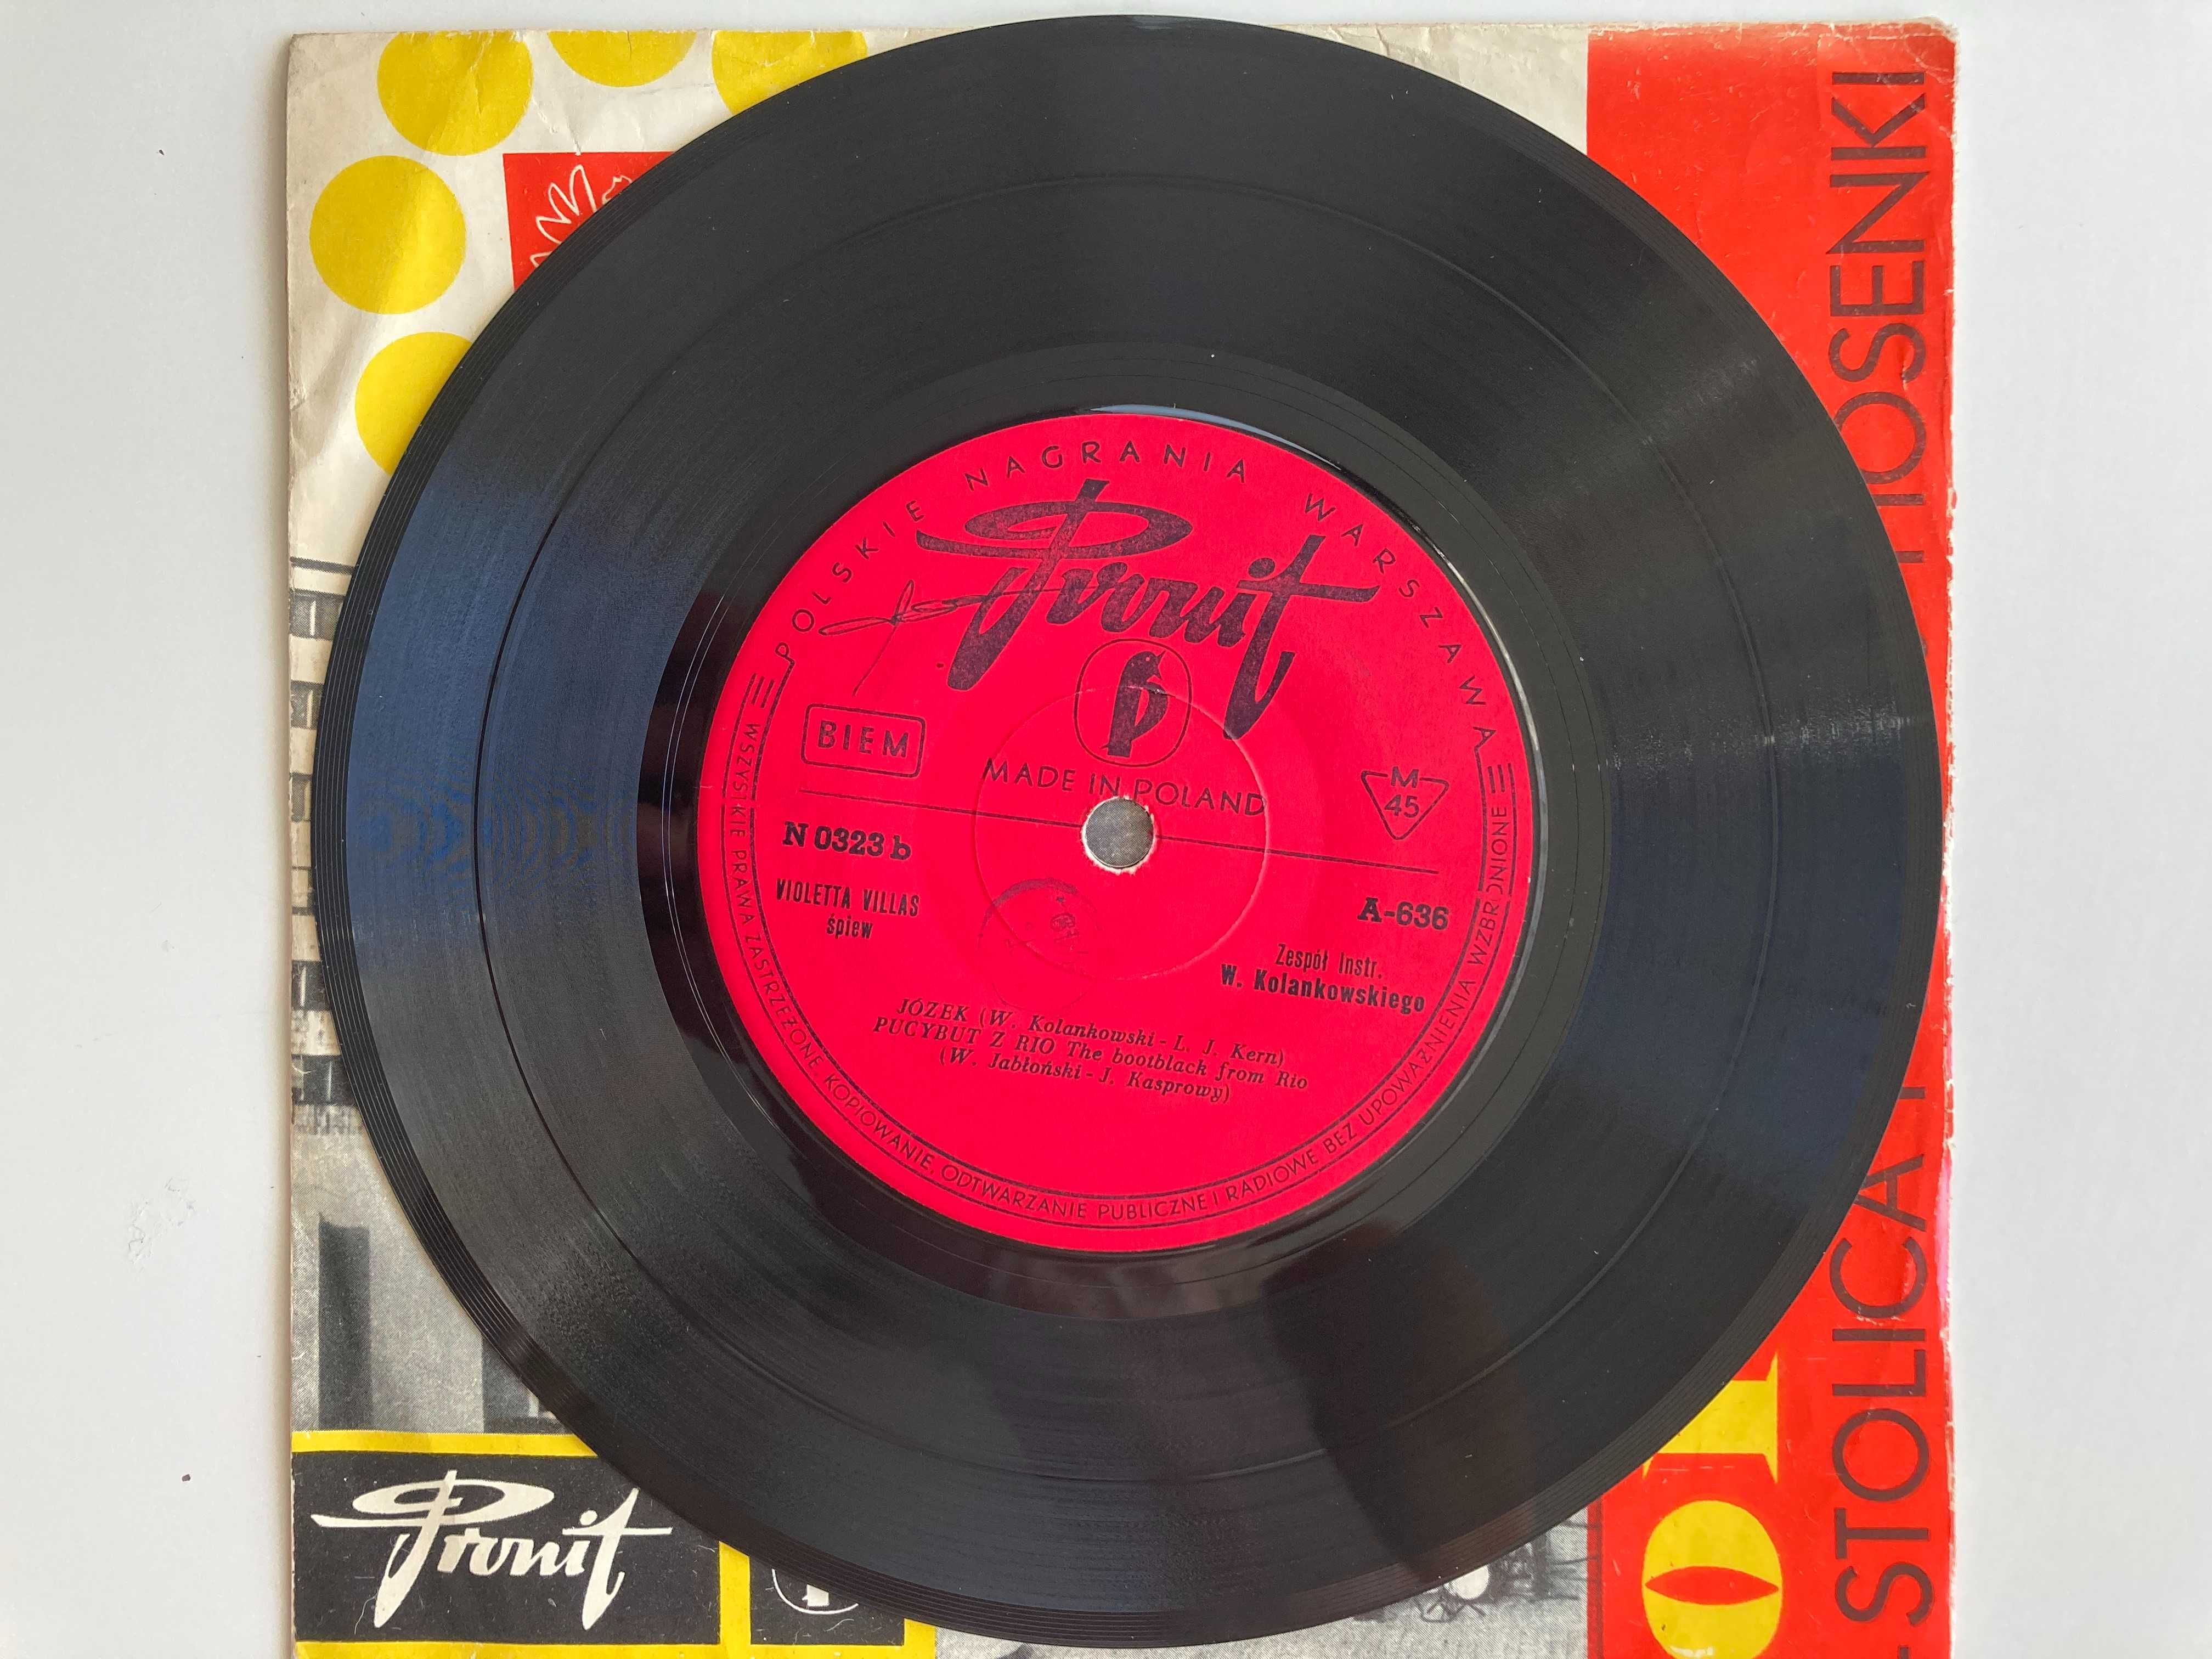 POLSKIE NAGRANIA WARSZAWA
Pronit
BIEM
MADE IN POLAND
M
45
N 0323 b
A-636
VIOLETTA VILLAS
śpiew
Zespół Instr.
W. Kolankowskiego
JÓZEK (W. Kolankowski - L. J. Kern)
PUCYBUT Z RIO The bootblack from Rio
(W. Jabłoński - J. Kasprowy)
WSZYSTKIE PRAWA ZASTRZEŻONE. KOPIOWANIE, ODTWARZANIE PUBLICZNE I RADIOWE BEZ UPOWAŻNIENIA WZBRONIONE
Pronit
STOLICA